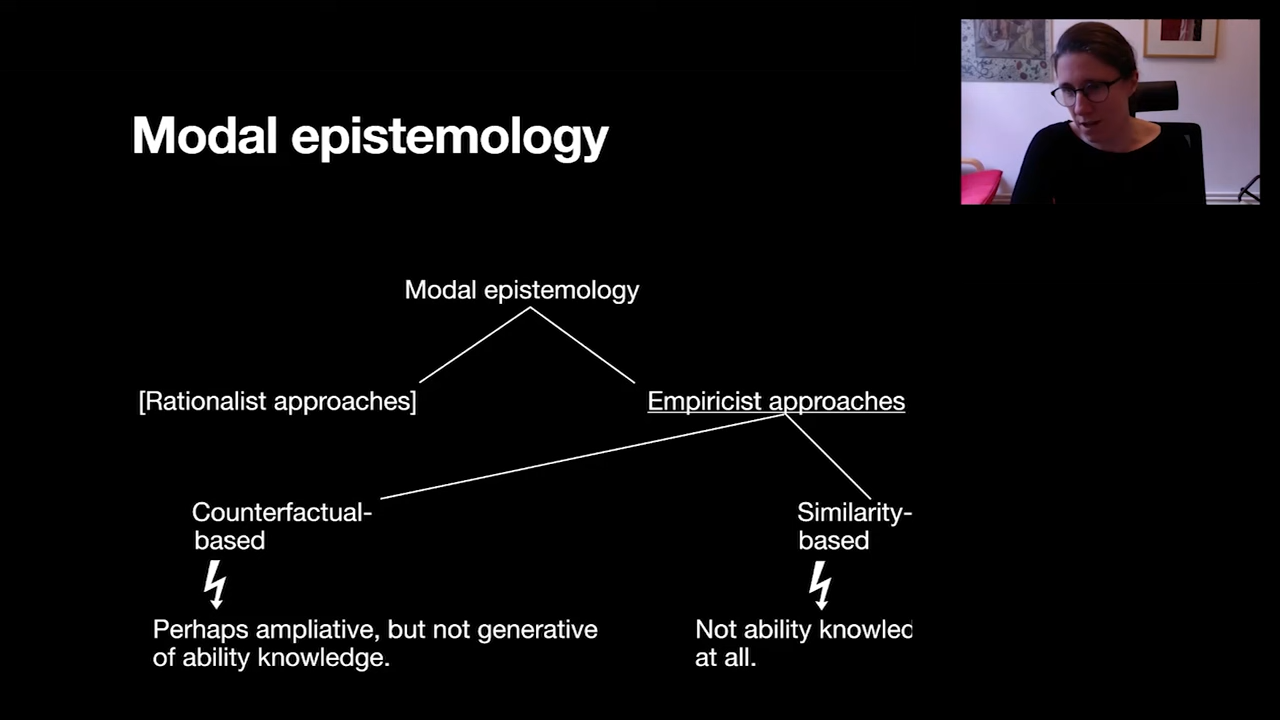 Modal epistemology
Modal epistemology
[Rationalist approaches]
Empiricist approaches
Counterfactual-
based
Similarity-
based
Perhaps ampliative, but not generative
of ability knowledge.
Not ability knowled
at all.